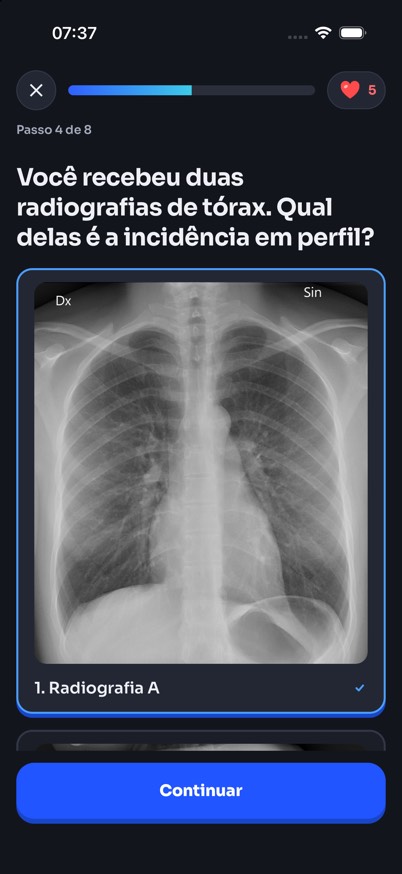 07:37
5
Passo 4 de 8
Você recebeu duas
radiografias de tórax. Qual
delas é a incidência em perfil?
Dx
Sin
1. Radiografia A
Continuar